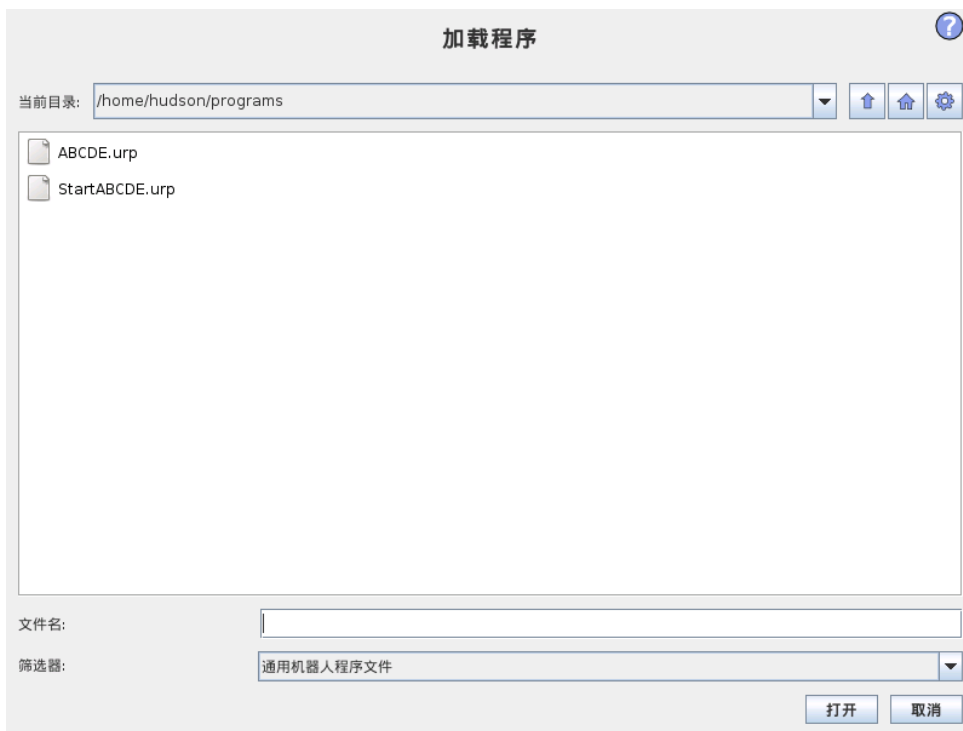 加载程序
?
当前目录: /home/hudson/programs
ABCDE.urp
StartABCDE.urp
文件名:
筛选器: 通用机器人程序文件
打开 取消